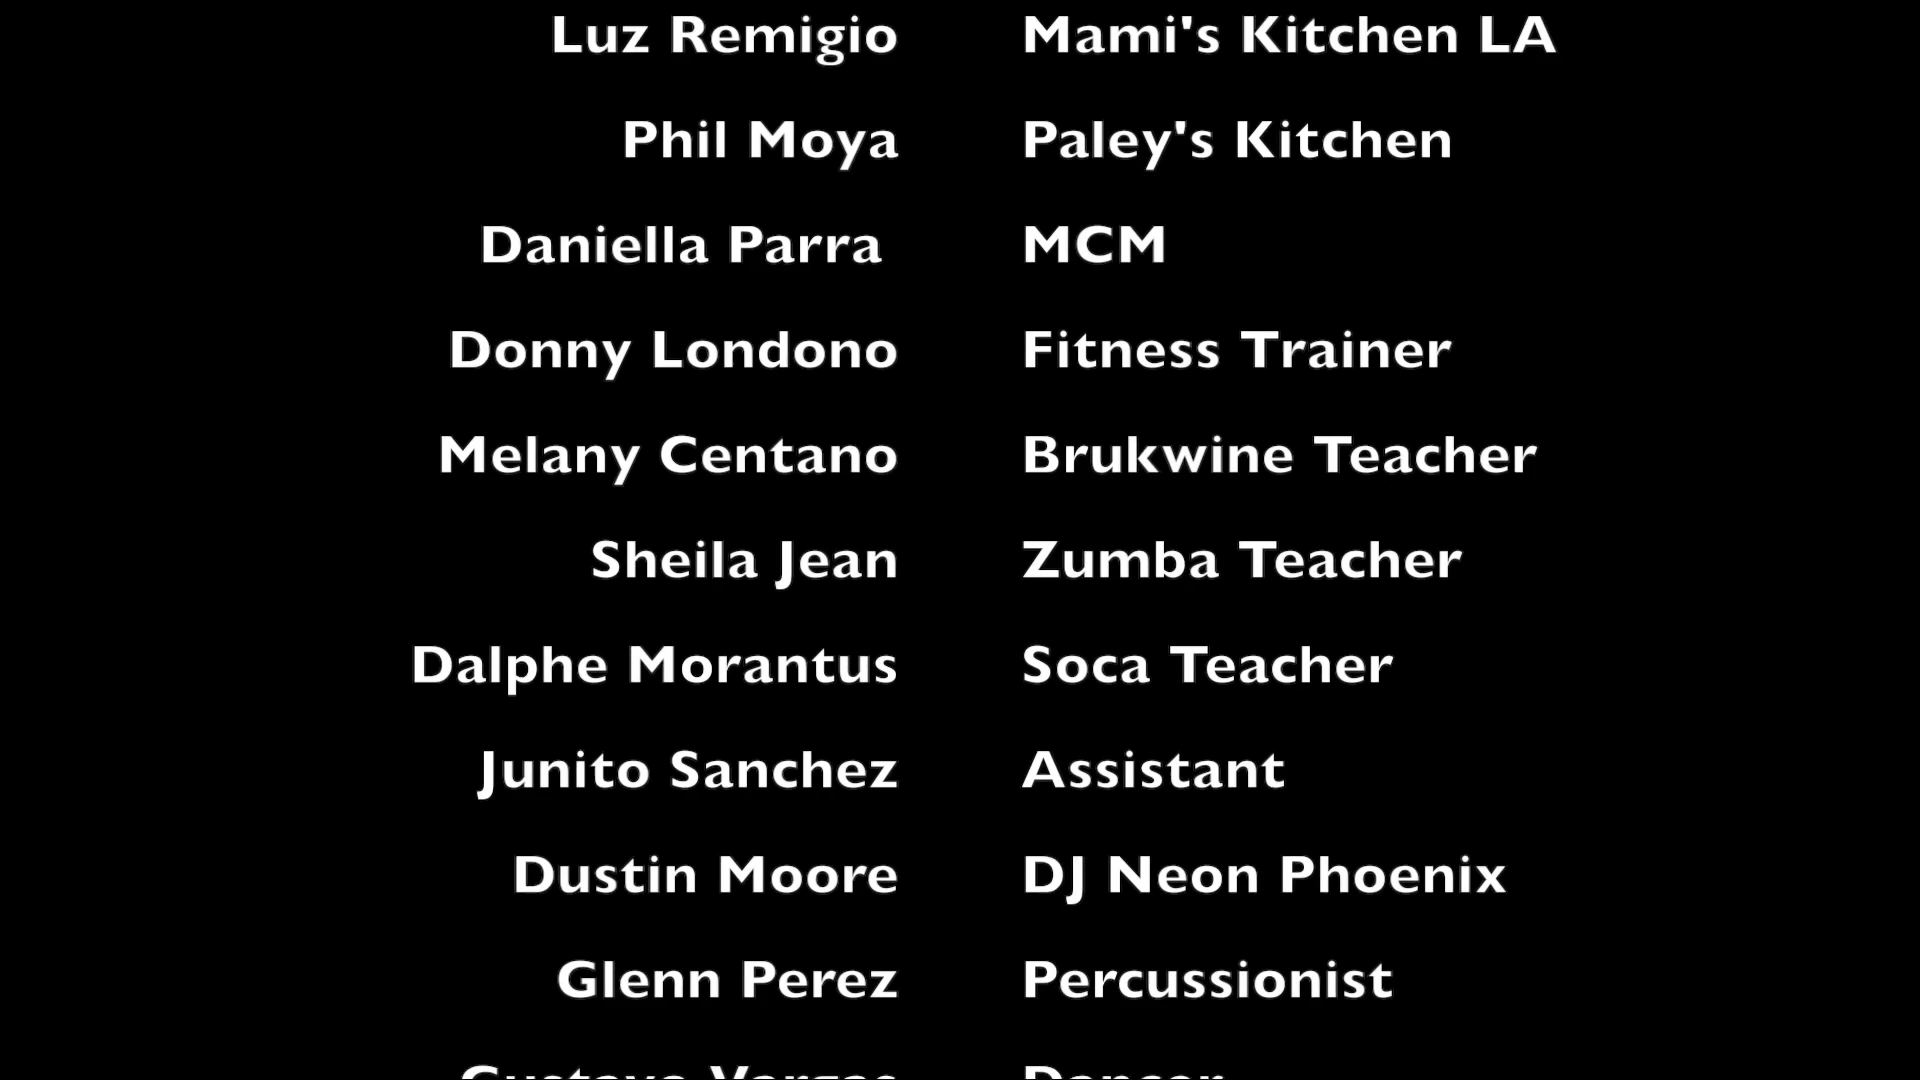 Luz Remigio Mami's Kitchen LA
Phil Moya Paley's Kitchen
Daniella Parra MCM
Donny Londono Fitness Trainer
Melany Centano Brukwine Teacher
Sheila Jean Zumba Teacher
Dalphe Morantus Soca Teacher
Junito Sanchez Assistant
Dustin Moore DJ Neon Phoenix
Glenn Perez Percussionist
Gustavo Vargas Dancer